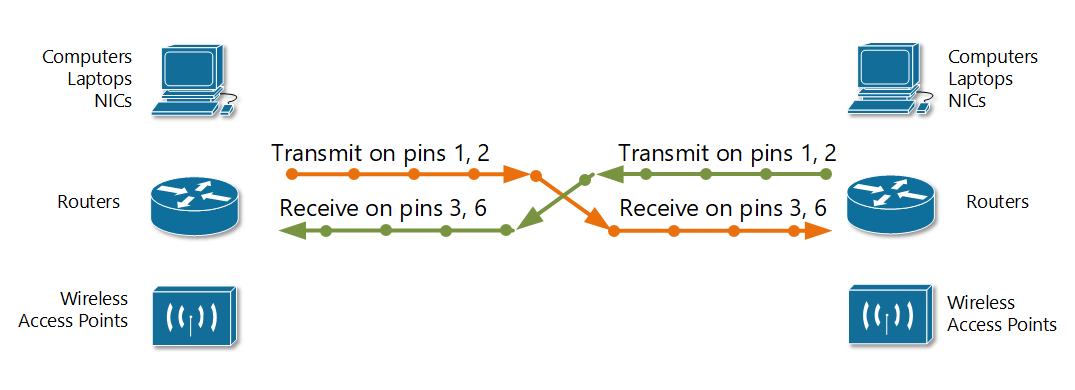 Computers
Laptops
NICs
Computers
Laptops
NICs
Transmit on pins 1, 2
Transmit on pins 1, 2
Routers
Receive on pins 3, 6
Receive on pins 3, 6
Routers
Wireless
Access Points
Wireless
Access Points